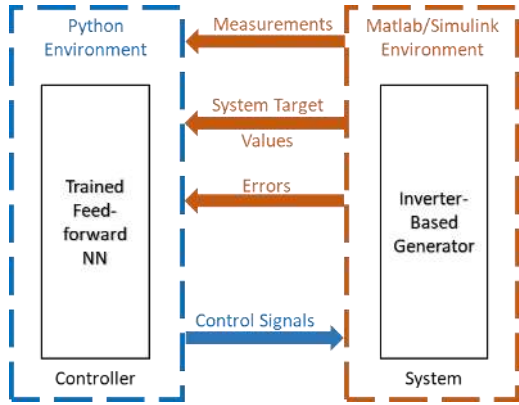 Python
Environment
Trained
Feed-
forward
NN
Controller
Measurements
System Target
Values
Errors
Control Signals
Matlab/Simulink
Environment
Inverter-
Based
Generator
System